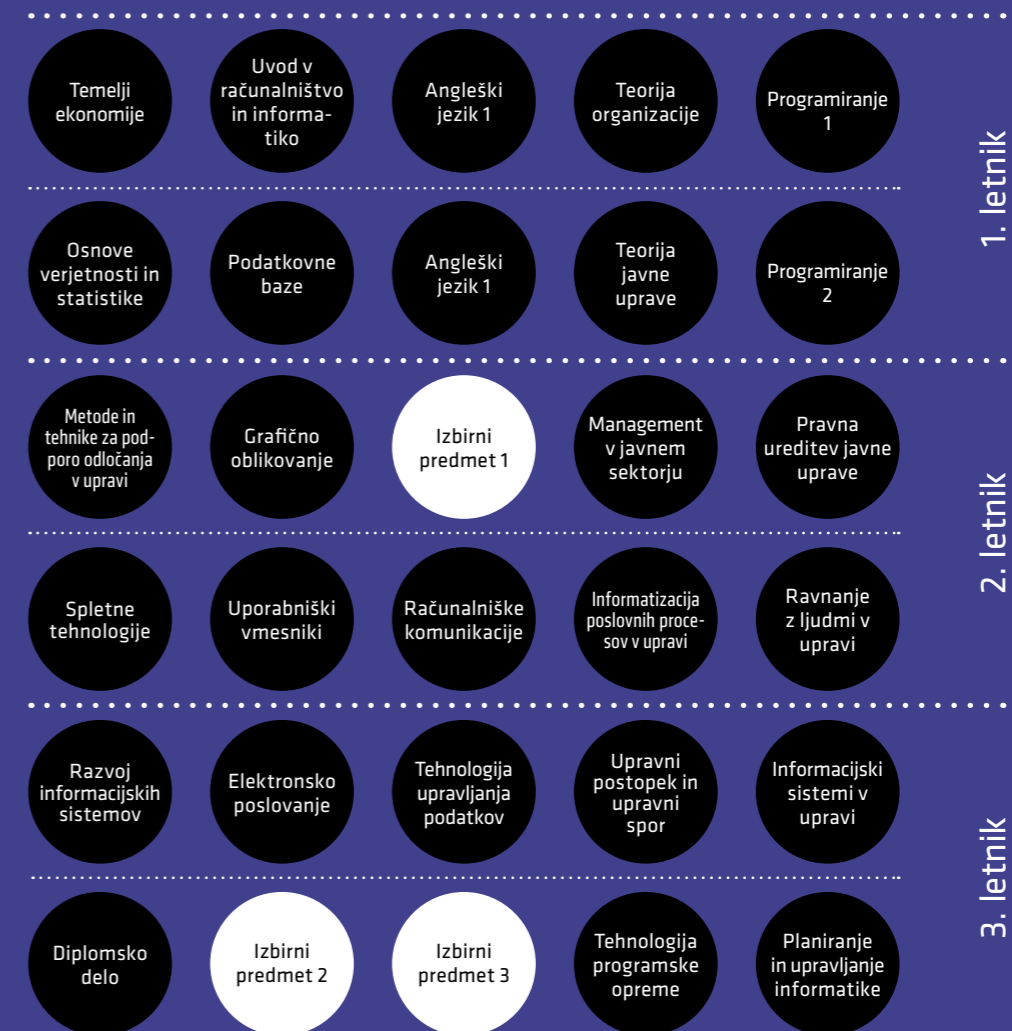 Temelji
ekonomije
Uvod v
računalništvo
in informa-
tiko
Angleški
jezik 1
Teorija
organizacije
Programiranje
1
Osnove
verjetnosti in
statistike
Podatkovne
baze
Angleški
jezik 1
Teorija
javne
uprave
Programiranje
2
1. letnik
Metode in
tehnike za pod-
poro odločanja
v upravi
Grafično
oblikovanje
Izbirni
predmet 1
Management
v javnem
sektorju
Pravna
ureditev javne
uprave
Spletne
tehnologije
Uporabniški
vmesniki
Računalniške
komunikacije
Informatizacija
poslovnih proce-
sov v upravi
Ravnanje
z ljudmi v
upravi
2. letnik
Razvoj
informacijskih
sistemov
Elektronsko
poslovanje
Tehnologija
upravljanja
podatkov
Upravni
postopek in
upravni
spor
Informacijski
sistemi v
upravi
Diplomsko
delo
Izbirni
predmet 2
Izbirni
predmet 3
Tehnologija
programske
opreme
Planiranje
in upravljanje
informatike
3. letnik